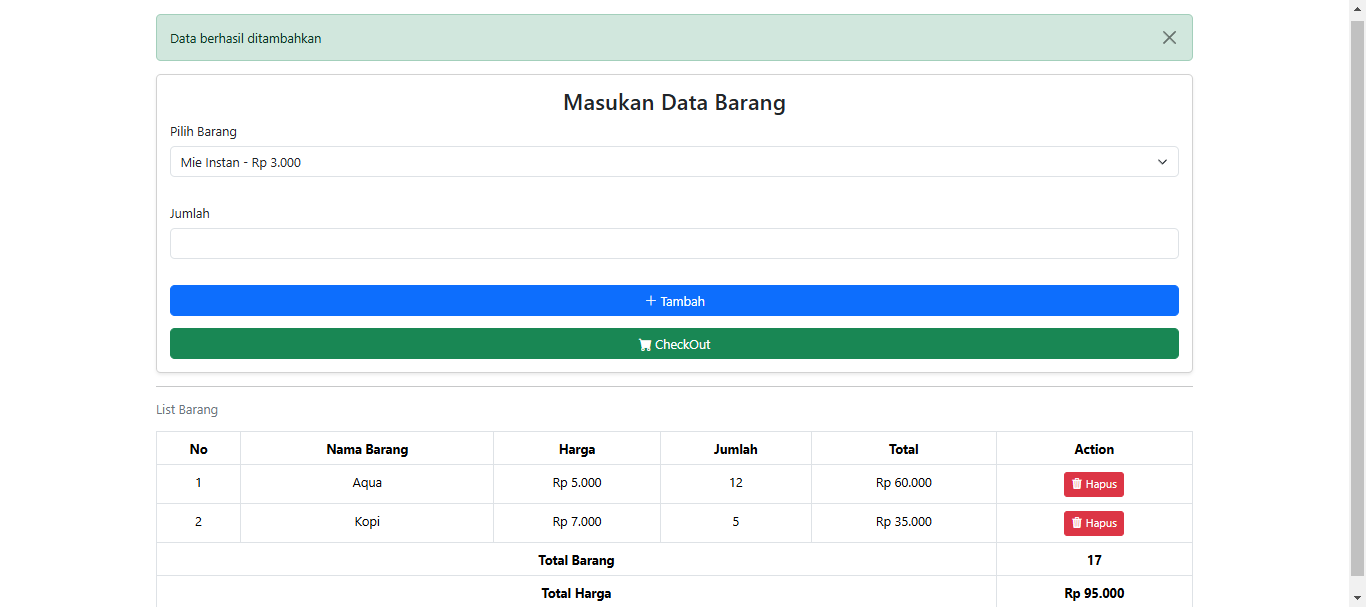 Data berhasil ditambahkan
Masukan Data Barang
Pilih Barang
Mie Instan - Rp 3.000
Jumlah
Tambah
CheckOut
List Barang
No Nama Barang Harga Jumlah Total Action
1 Aqua Rp 5.000 12 Rp 60.000 Hapus
2 Kopi Rp 7.000 5 Rp 35.000 Hapus
Total Barang 17
Total Harga Rp 95.000